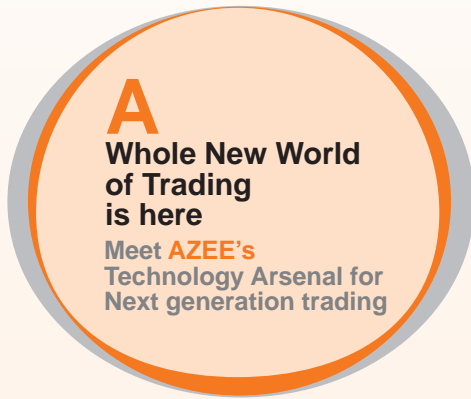 A
Whole New World
of Trading
is here
Meet AZEE's
Technology Arsenal for
Next generation trading